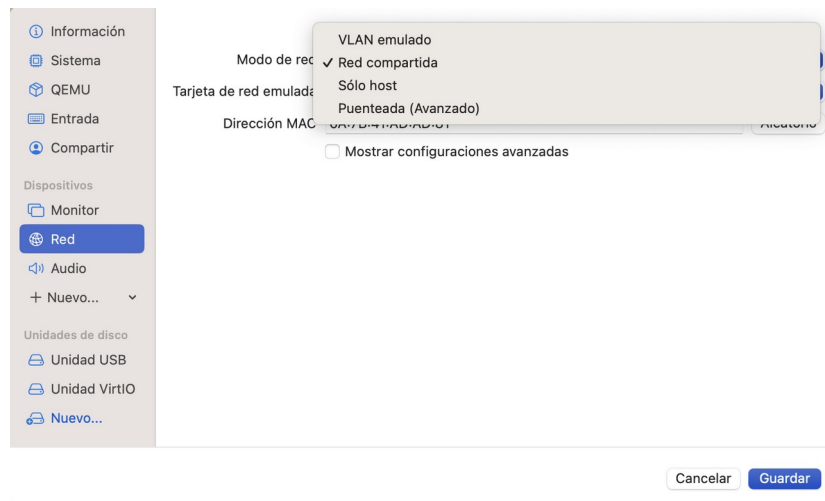 Información
Sistema
QEMU
Entrada
Compartir
Dispositivos
Monitor
Red
Audio
Nuevo...
Unidades de disco
Unidad USB
Unidad VirtIO
Nuevo...
Modo de red
VLAN emulado
✓ Red compartida
Sólo host
Puenteada (Avanzado)
Tarjeta de red emulada
Dirección MAC
Mostrar configuraciones avanzadas
Cancelar
Guardar